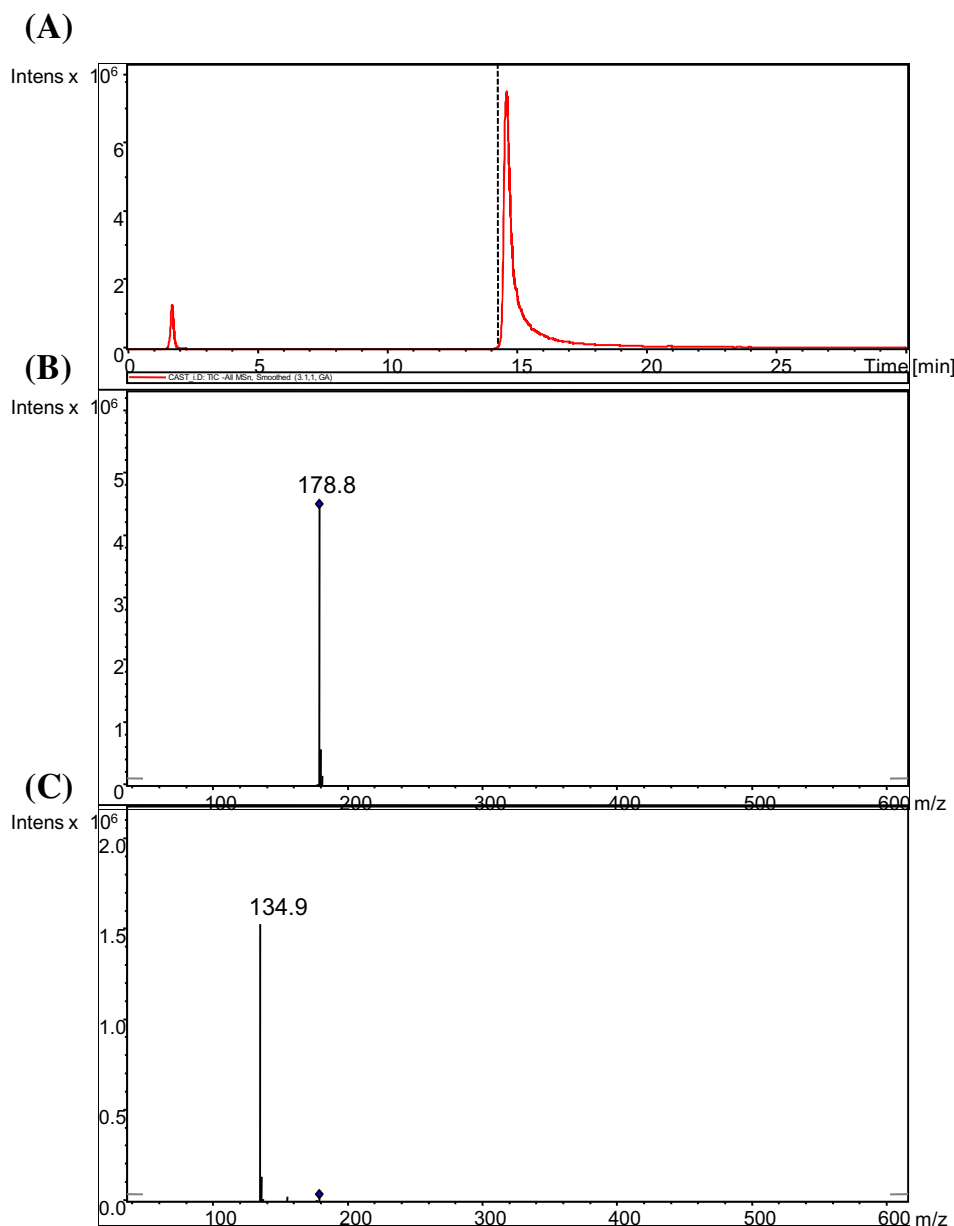 (A)
Intens x 10⁶
6
4
2
0
0 5 10 15 20 25 Time [min]
CAST_i.D: TIC -All MSn, Smoothed (3.1,1, GA)
(B)
Intens x 10⁶
178.8
5
4
3
2
1
0
100 200 300 400 500 600 m/z
(C)
Intens x 10⁶
2.0
134.9
1.5
1.0
0.5
0.0
100 200 300 400 500 600 m/z